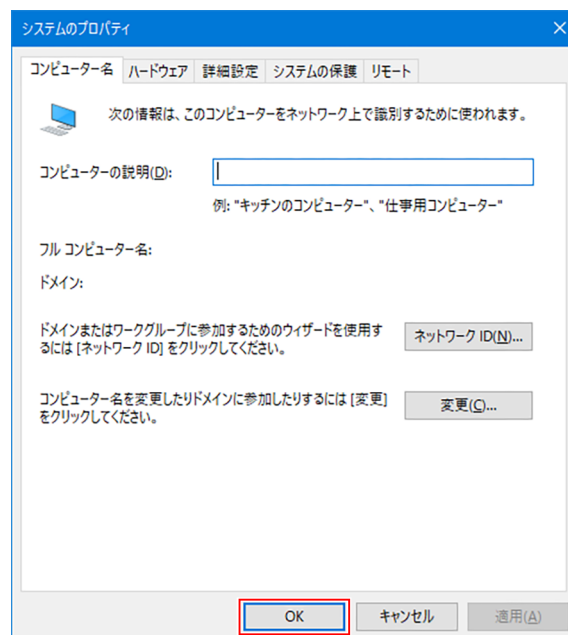 システムのプロパティ
コンピューター名 ハードウェア 詳細設定 システムの保護 リモート
次の情報は、このコンピューターをネットワーク上で識別するために使われます。
コンピューターの説明(D):
例: "キッチンのコンピューター"、"仕事用コンピューター"
フル コンピューター名:
ドメイン:
ドメインまたはワークグループに参加するためのウィザードを使用す
るには [ネットワーク ID] をクリックしてください。
ネットワーク ID(N)...
コンピューター名を変更したりドメインに参加したりするには [変更]
をクリックしてください。
変更(C)...
OK キャンセル 適用(A)